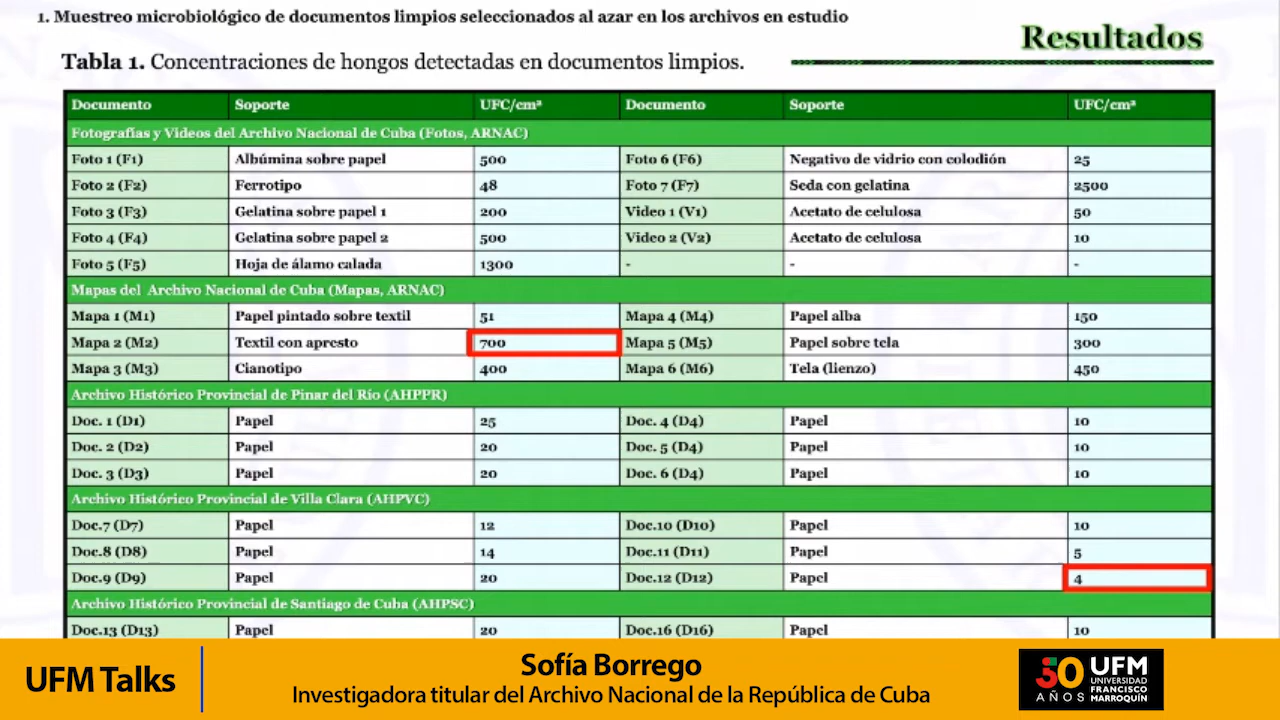 1. Muestreo microbiológico de documentos limpios seleccionados al azar en los archivos en estudio
Resultados
Tabla 1. Concentraciones de hongos detectadas en documentos limpios.
Documento Soporte UFC/cm² Documento Soporte UFC/cm²
Fotografías y Videos del Archivo Nacional de Cuba (Fotos, ARNAC)
Foto 1 (F1) Albúmina sobre papel 500 Foto 6 (F6) Negativo de vidrio con colodión 25
Foto 2 (F2) Ferrotipo 48 Foto 7 (F7) Seda con gelatina 2500
Foto 3 (F3) Gelatina sobre papel 1 200 Video 1 (V1) Acetato de celulosa 50
Foto 4 (F4) Gelatina sobre papel 2 500 Video 2 (V2) Acetato de celulosa 10
Foto 5 (F5) Hoja de álamo calada 1300 - - -
Mapas del Archivo Nacional de Cuba (Mapas, ARNAC)
Mapa 1 (M1) Papel pintado sobre textil 51 Mapa 4 (M4) Papel alba 150
Mapa 2 (M2) Textil con apresto 700 Mapa 5 (M5) Papel sobre tela 300
Mapa 3 (M3) Cianotipo 400 Mapa 6 (M6) Tela (lienzo) 450
Archivo Histórico Provincial de Pinar del Río (AHPPR)
Doc. 1 (D1) Papel 25 Doc. 4 (D4) Papel 10
Doc. 2 (D2) Papel 20 Doc. 5 (D4) Papel 10
Doc. 3 (D3) Papel 20 Doc. 6 (D4) Papel 10
Archivo Histórico Provincial de Villa Clara (AHPVC)
Doc.7 (D7) Papel 12 Doc.10 (D10) Papel 10
Doc.8 (D8) Papel 14 Doc.11 (D11) Papel 5
Doc.9 (D9) Papel 20 Doc.12 (D12) Papel 4
Archivo Histórico Provincial de Santiago de Cuba (AHPSC)
Doc.13 (D13) Papel 20 Doc.16 (D16) Papel 10
UFM Talks
Sofía Borrego
Investigadora titular del Archivo Nacional de la República de Cuba
50 AÑOS
UFM
UNIVERSIDAD
FRANCISCO
MARROQUÍN